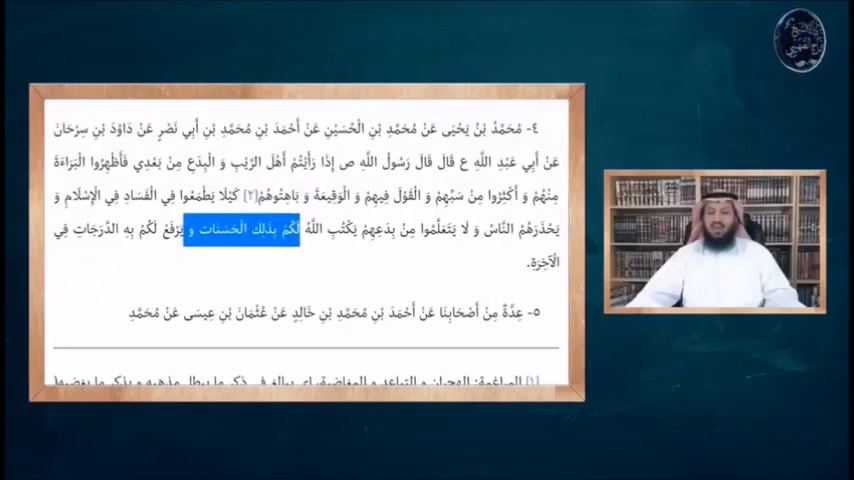 ٤- مُحَمَّدُ بْنُ يَحْيَى عَنْ مُحَمَّدِ بْنِ الْحُسَيْنِ عَنْ أَحْمَدَ بْنِ مُحَمَّدِ بْنِ أَبِي نَصْرٍ عَنْ دَاوُدَ بْنِ سِرْحَانَ
عَنْ أَبِي عَبْدِ اللَّهِ ع قَالَ قَالَ رَسُولُ اللَّهِ ص إِذَا رَأَيْتُمْ أَهْلَ الرَّيْبِ وَ الْبِدَعِ مِنْ بَعْدِي فَأَظْهِرُوا الْبَرَاءَةَ
مِنْهُمْ وَ أَكْثِرُوا مِنْ سَبِّهِمْ وَ الْقَوْلَ فِيهِمْ وَ الْوَقِيعَةَ وَ بَاهِتُوهُمْ[٢] كَيْلَا يَطْمَعُوا فِي الْفَسَادِ فِي الْإِسْلَامِ وَ
يَحْذَرَهُمُ النَّاسُ وَ لَا يَتَعَلَّمُوا مِنْ بِدَعِهِمْ يَكْتُبِ اللَّهُ لَكُمْ بِذَلِكَ الْحَسَنَاتِ وَ يَرْفَعْ لَكُمْ بِهِ الدَّرَجَاتِ فِي
الْآخِرَةِ.
٥- عِدَّةٌ مِنْ أَصْحَابِنَا عَنْ أَحْمَدَ بْنِ مُحَمَّدِ بْنِ خَالِدٍ عَنْ عُثْمَانَ بْنِ عِيسَى عَنْ مُحَمَّدِ